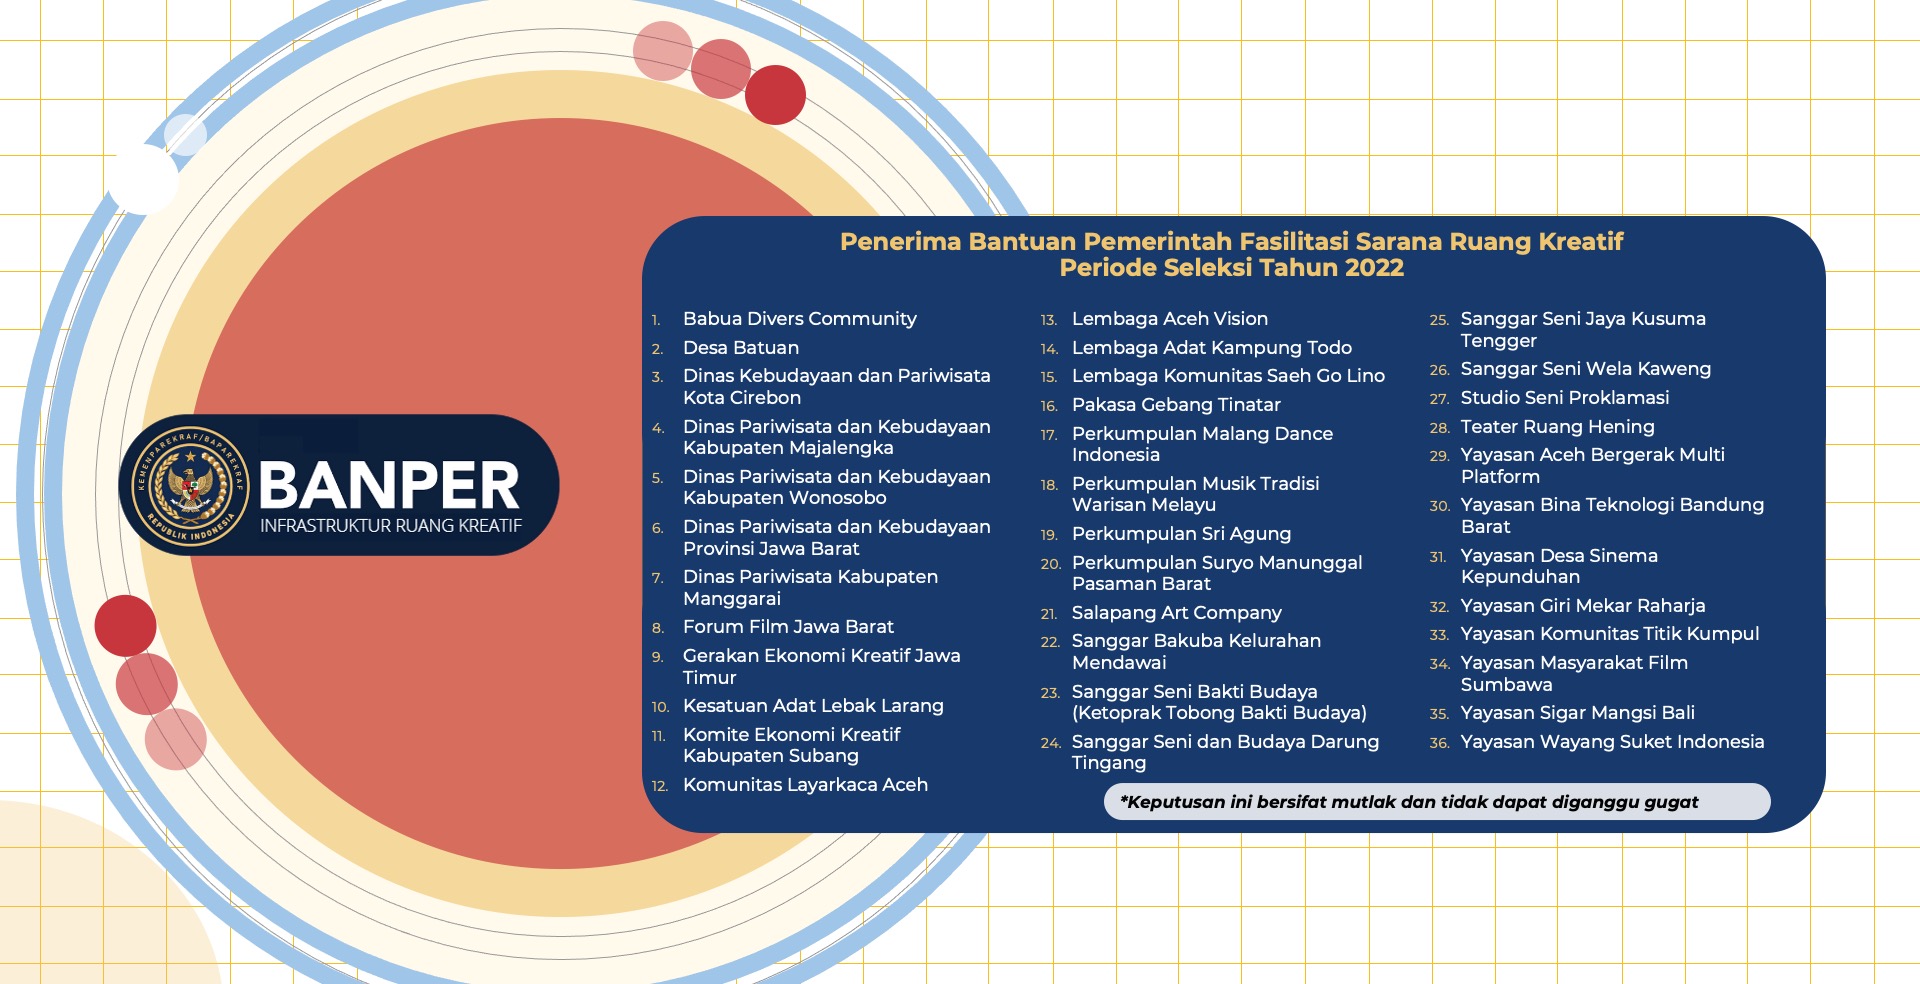 KEMENPAREKRAF/BAPAREKRAF
REPUBLIK INDONESIA
BANPER
INFRASTRUKTUR RUANG KREATIF
Penerima Bantuan Pemerintah Fasilitasi Sarana Ruang Kreatif
Periode Seleksi Tahun 2022
1. Babua Divers Community
2. Desa Batuan
3. Dinas Kebudayaan dan Pariwisata
Kota Cirebon
4. Dinas Pariwisata dan Kebudayaan
Kabupaten Majalengka
5. Dinas Pariwisata dan Kebudayaan
Kabupaten Wonosobo
6. Dinas Pariwisata dan Kebudayaan
Provinsi Jawa Barat
7. Dinas Pariwisata Kabupaten
Manggarai
8. Forum Film Jawa Barat
9. Gerakan Ekonomi Kreatif Jawa
Timur
10. Kesatuan Adat Lebak Larang
11. Komite Ekonomi Kreatif
Kabupaten Subang
12. Komunitas Layarkaca Aceh
13. Lembaga Aceh Vision
14. Lembaga Adat Kampung Todo
15. Lembaga Komunitas Saeh Go Lino
16. Pakasa Gebang Tinatar
17. Perkumpulan Malang Dance
Indonesia
18. Perkumpulan Musik Tradisi
Warisan Melayu
19. Perkumpulan Sri Agung
20. Perkumpulan Suryo Manunggal
Pasaman Barat
21. Salapang Art Company
22. Sanggar Bakuba Kelurahan
Mendawai
23. Sanggar Seni Bakti Budaya
(Ketoprak Tobong Bakti Budaya)
24. Sanggar Seni dan Budaya Darung
Tingang
25. Sanggar Seni Jaya Kusuma
Tengger
26. Sanggar Seni Wela Kaweng
27. Studio Seni Proklamasi
28. Teater Ruang Hening
29. Yayasan Aceh Bergerak Multi
Platform
30. Yayasan Bina Teknologi Bandung
Barat
31. Yayasan Desa Sinema
Kepunduhan
32. Yayasan Giri Mekar Raharja
33. Yayasan Komunitas Titik Kumpul
34. Yayasan Masyarakat Film
Sumbawa
35. Yayasan Sigar Mangsi Bali
36. Yayasan Wayang Suket Indonesia
*Keputusan ini bersifat mutlak dan tidak dapat diganggu gugat